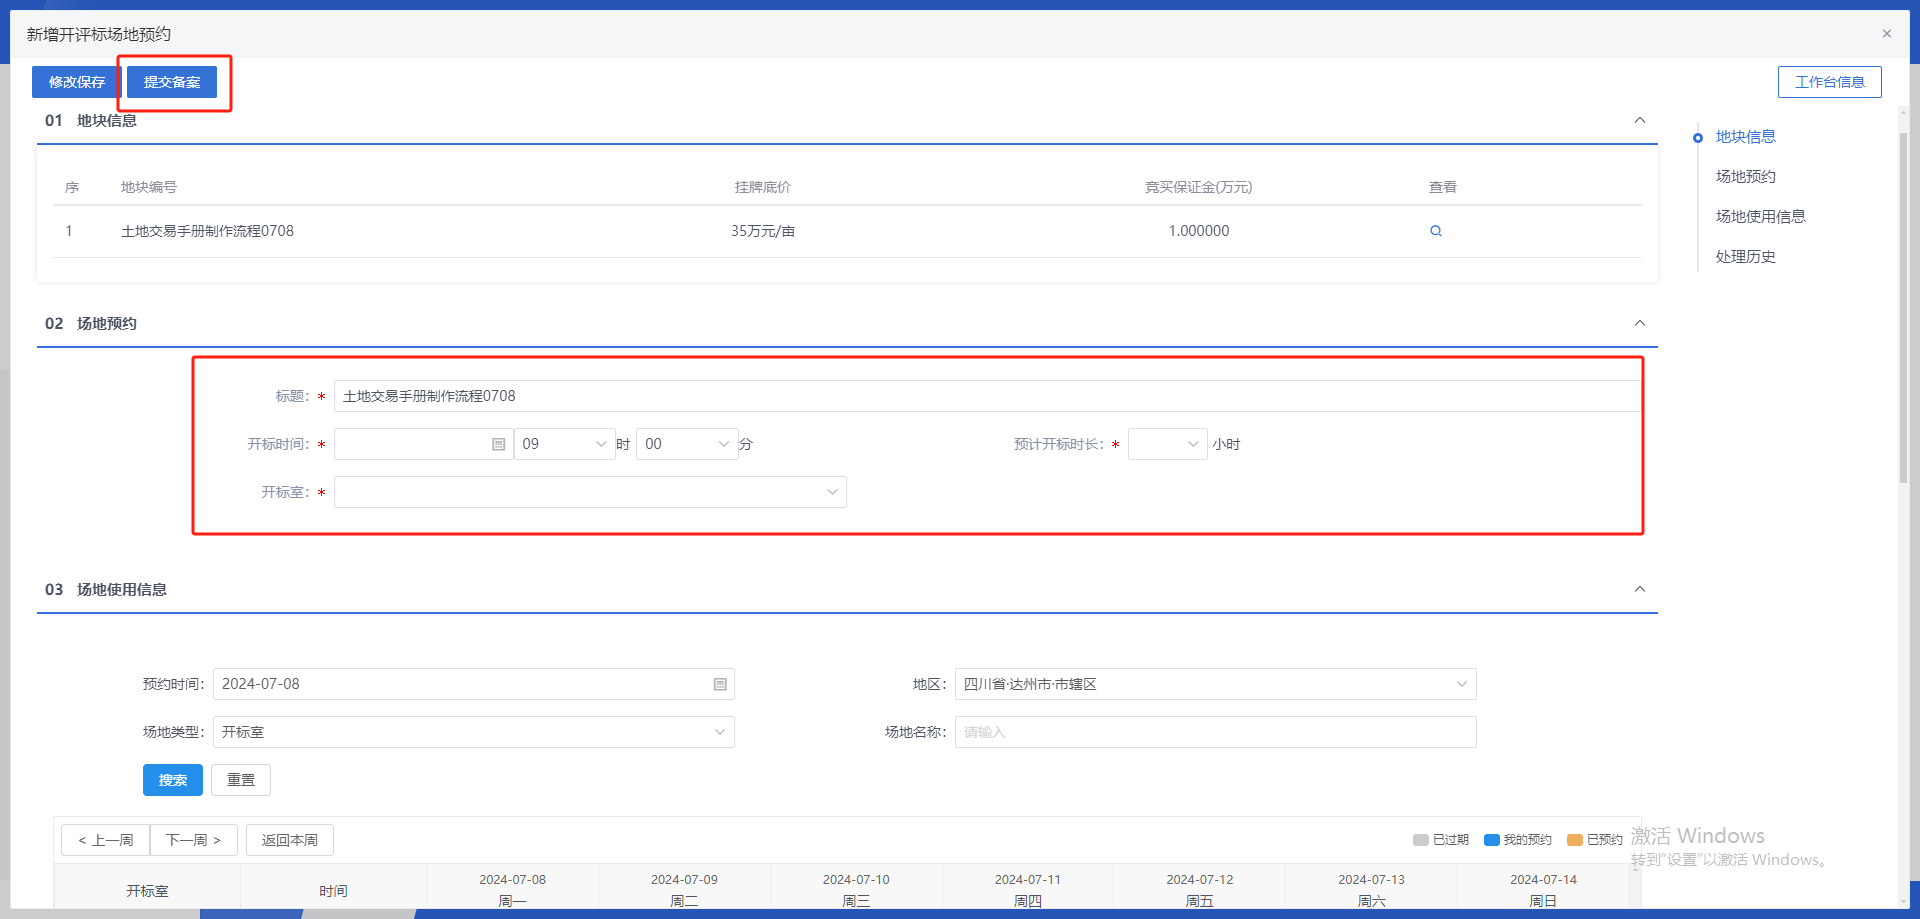 新增开评标场地预约
修改保存 提交备案 工作台信息
01 地块信息
地块信息
场地预约
场地使用信息
处理历史
序 地块编号 挂牌底价 竞买保证金(万元) 查看
1 土地交易手册制作流程0708 35万元/亩 1.000000
02 场地预约
标题：* 土地交易手册制作流程0708
开标时间：* 09 时 00 分 预计开标时长：* 小时
开标室：*
03 场地使用信息
预约时间： 2024-07-08 地区： 四川省·达州市·市辖区
场地类型： 开标室 场地名称： 请输入
搜索 重置
< 上一周 下一周 > 返回本周 已过期 我的预约 已预约
激活 Windows
转到"设置"以激活 Windows。
开标室 时间 2024-07-08 2024-07-09 2024-07-10 2024-07-11 2024-07-12 2024-07-13 2024-07-14
周一 周二 周三 周四 周五 周六 周日